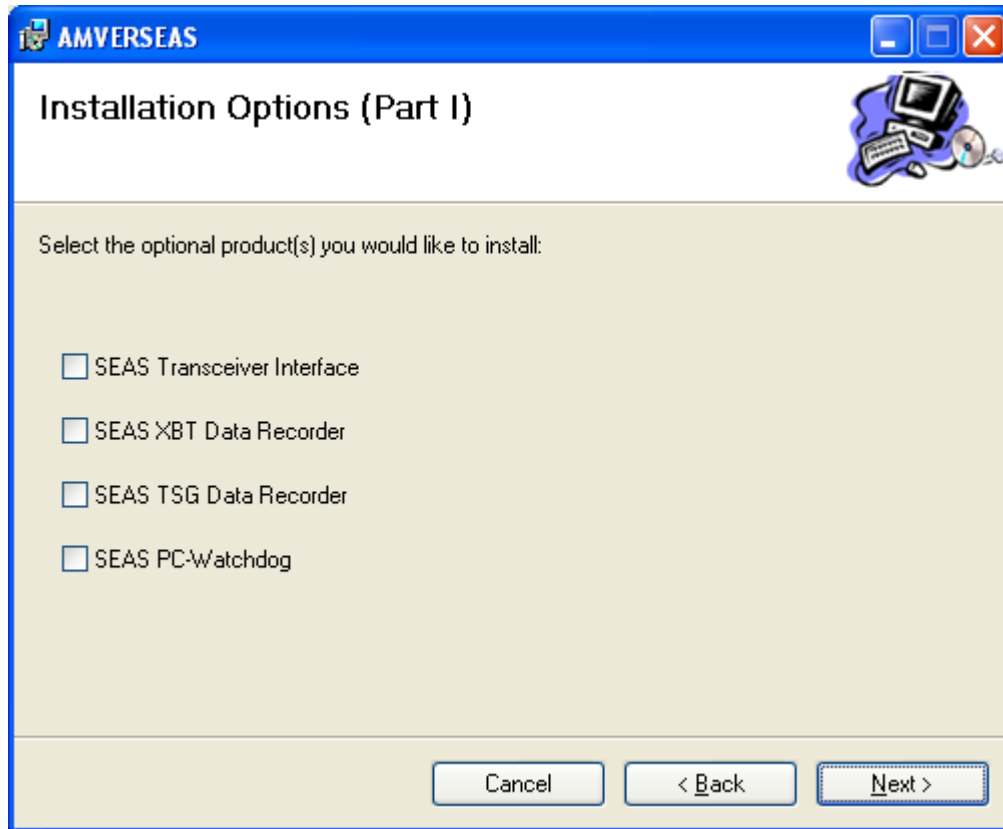 AMVERSEAS
Installation Options (Part I)
Select the optional product(s) you would like to install:
SEAS Transceiver Interface
SEAS XBT Data Recorder
SEAS TSG Data Recorder
SEAS PC-Watchdog
Cancel < Back Next >